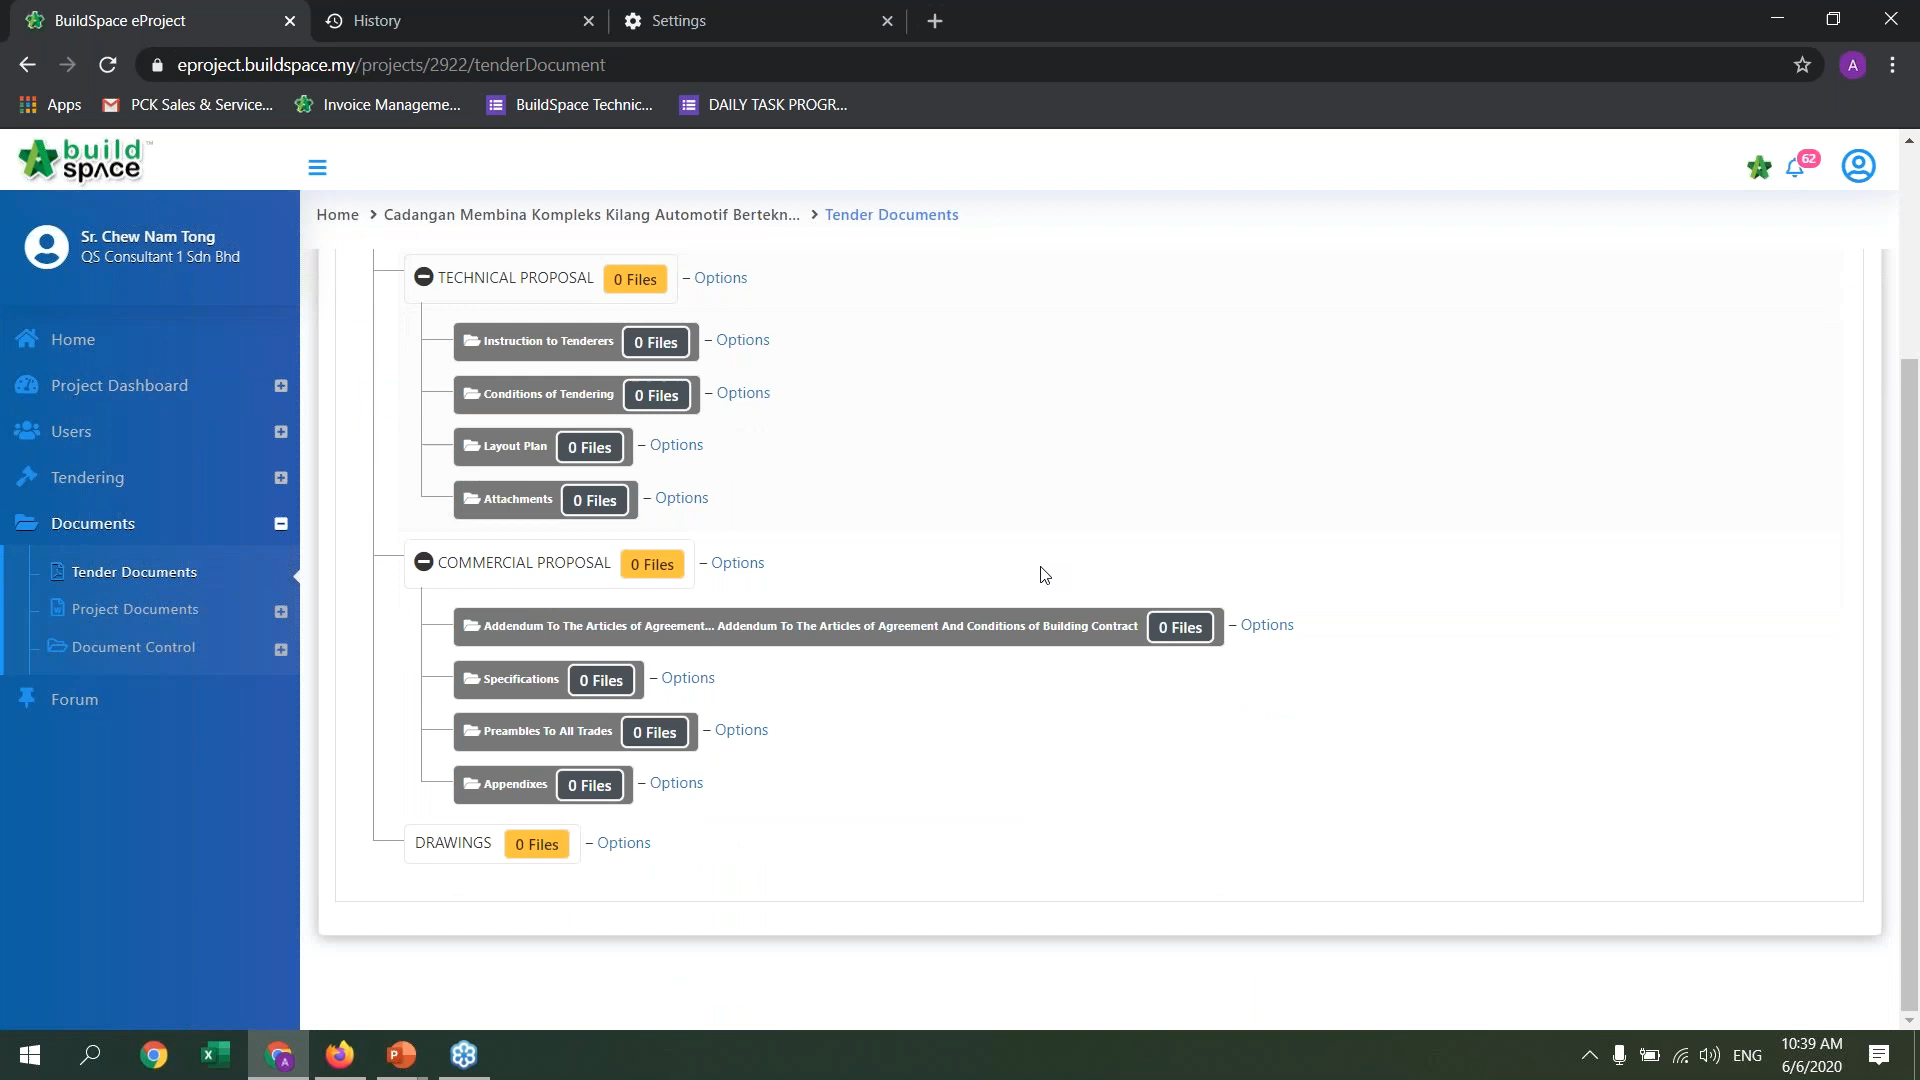 BuildSpace eProject
History
Settings
eproject.buildspace.my/projects/2922/tenderDocument
A
Apps
PCK Sales & Service...
Invoice Manageme...
BuildSpace Technic...
DAILY TASK PROGR...
build space ™
62
Sr. Chew Nam Tong
QS Consultant 1 Sdn Bhd
Home
Project Dashboard
Users
Tendering
Documents
Tender Documents
Project Documents
Document Control
Forum
Home > Cadangan Membina Kompleks Kilang Automotif Bertekn... > Tender Documents
TECHNICAL PROPOSAL 0 Files – Options
Instruction to Tenderers 0 Files – Options
Conditions of Tendering 0 Files – Options
Layout Plan 0 Files – Options
Attachments 0 Files – Options
COMMERCIAL PROPOSAL 0 Files – Options
Addendum To The Articles of Agreement... Addendum To The Articles of Agreement And Conditions of Building Contract 0 Files – Options
Specifications 0 Files – Options
Preambles To All Trades 0 Files – Options
Appendixes 0 Files – Options
DRAWINGS 0 Files – Options
ENG
10:39 AM
6/6/2020